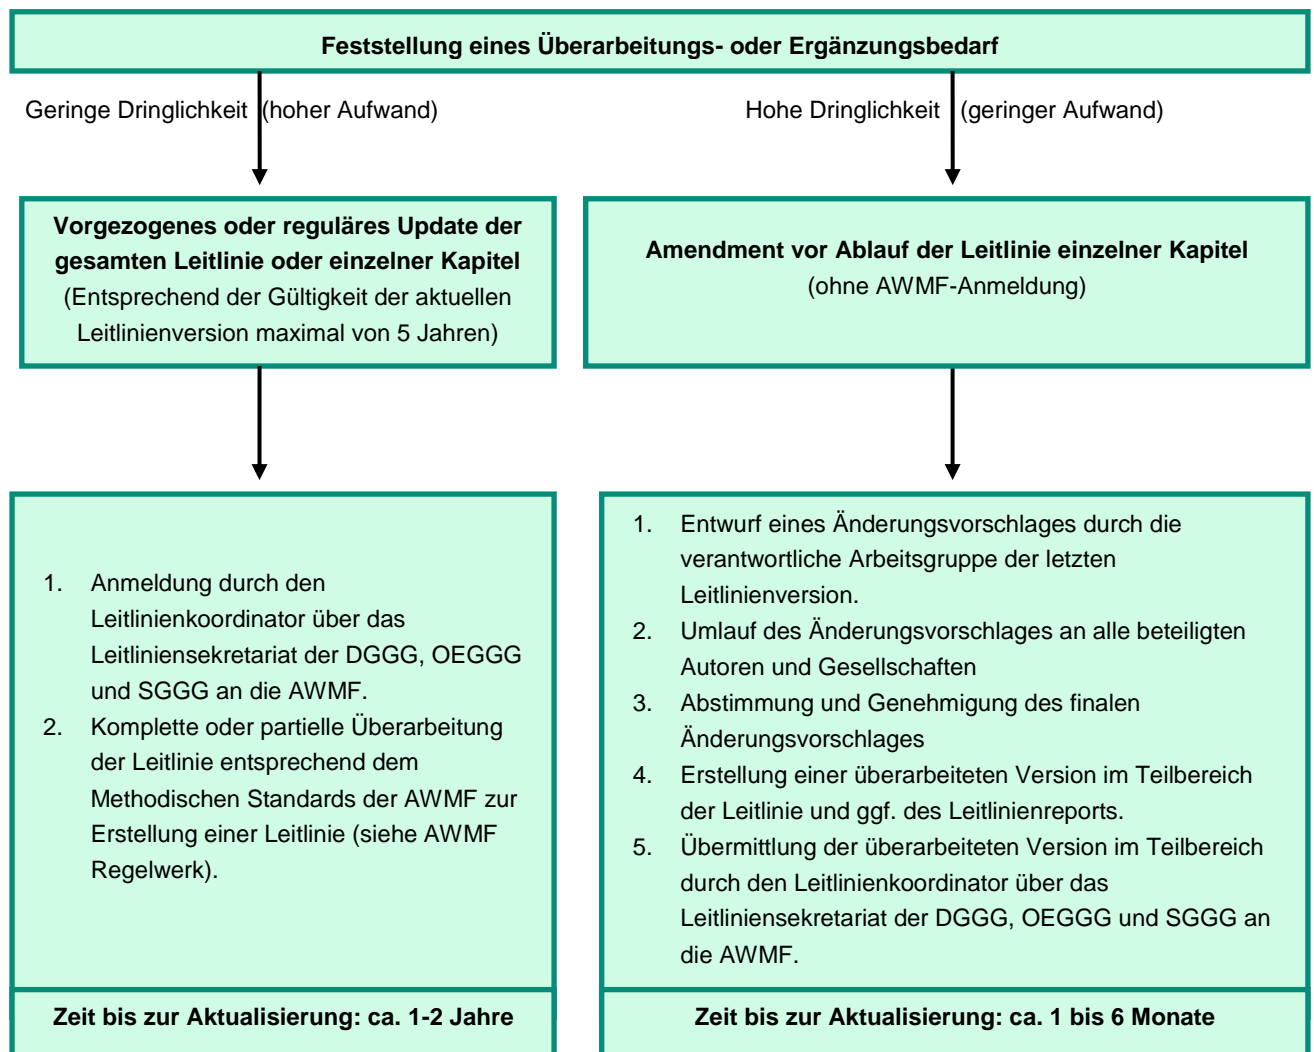 Feststellung eines Überarbeitungs- oder Ergänzungsbedarf
Geringe Dringlichkeit (hoher Aufwand)
Hohe Dringlichkeit (geringer Aufwand)
Vorgezogenes oder reguläres Update der
gesamten Leitlinie oder einzelner Kapitel
(Entsprechend der Gültigkeit der aktuellen
Leitlinienversion maximal von 5 Jahren)
Amendment vor Ablauf der Leitlinie einzelner Kapitel
(ohne AWMF-Anmeldung)
1. Anmeldung durch den
Leitlinienkoordinator über das
Leitliniensekretariat der DGGG, OEGGG
und SGGG an die AWMF.
2. Komplette oder partielle Überarbeitung
der Leitlinie entsprechend dem
Methodischen Standards der AWMF zur
Erstellung einer Leitlinie (siehe AWMF
Regelwerk).
Zeit bis zur Aktualisierung: ca. 1-2 Jahre
1. Entwurf eines Änderungsvorschlages durch die
verantwortliche Arbeitsgruppe der letzten
Leitlinienversion.
2. Umlauf des Änderungsvorschlages an alle beteiligten
Autoren und Gesellschaften
3. Abstimmung und Genehmigung des finalen
Änderungsvorschlages
4. Erstellung einer überarbeiteten Version im Teilbereich
der Leitlinie und ggf. des Leitlinienreports.
5. Übermittlung der überarbeiteten Version im Teilbereich
durch den Leitlinienkoordinator über das
Leitliniensekretariat der DGGG, OEGGG und SGGG an
die AWMF.
Zeit bis zur Aktualisierung: ca. 1 bis 6 Monate